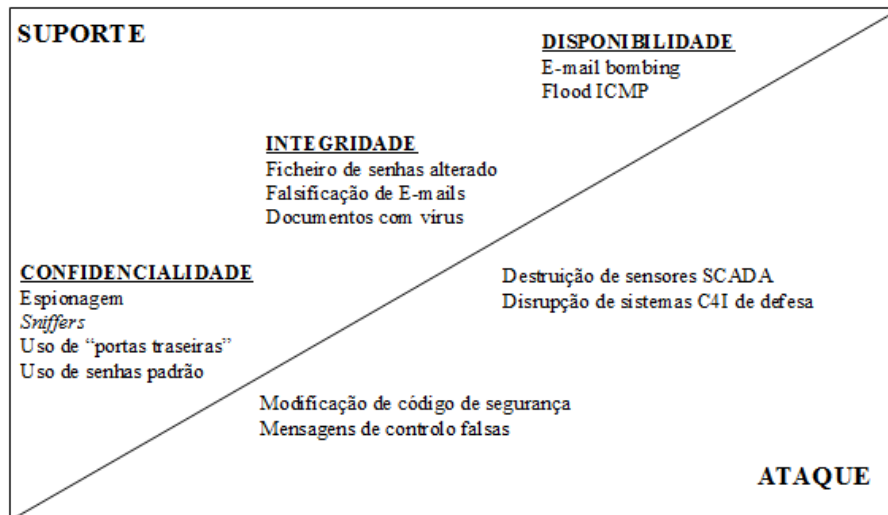 SUPORTE
DISPONIBILIDADE
E-mail bombing
Flood ICMP
INTEGRIDADE
Ficheiro de senhas alterado
Falsificação de E-mails
Documentos com vírus
CONFIDENCIALIDADE
Espionagem
Sniffers
Uso de “portas traseiras”
Uso de senhas padrão
Destruição de sensores SCADA
Disrupção de sistemas C4I de defesa
Modificação de código de segurança
Mensagens de controlo falsas
ATAQUE